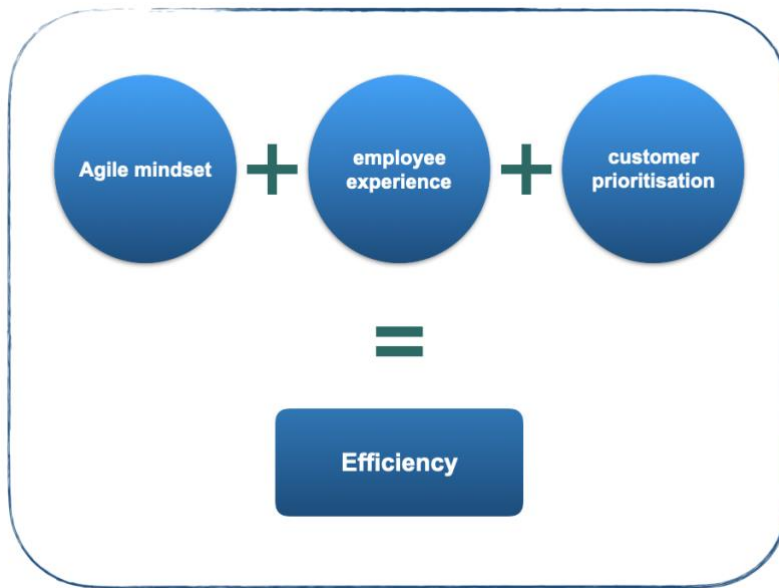 Agile mindset
+
employee
experience
+
customer
prioritisation
=
Efficiency